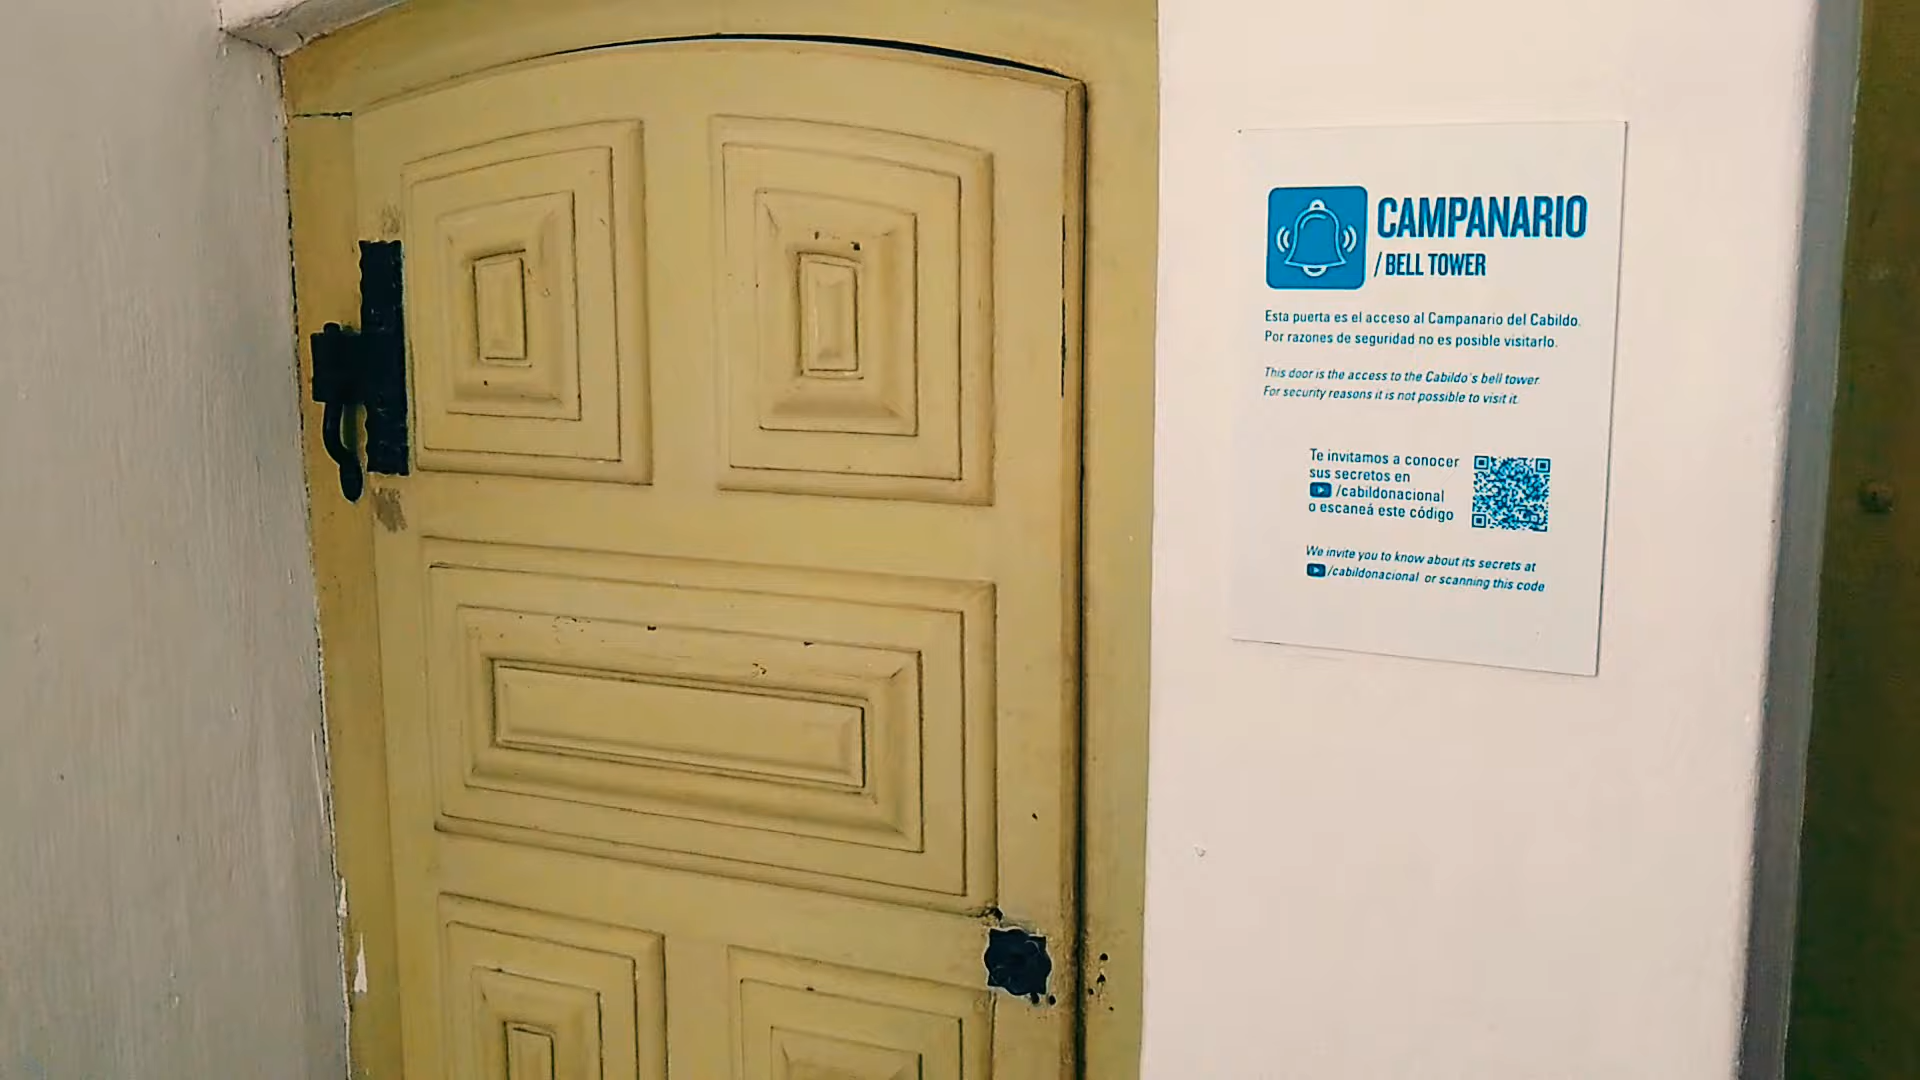 CAMPANARIO
/ BELL TOWER
Esta puerta es el acceso al Campanario del Cabildo.
Por razones de seguridad no es posible visitarlo.
This door is the access to the Cabildo's bell tower.
For security reasons it is not possible to visit it.
Te invitamos a conocer
sus secretos en
/cabildonacional
o escaneá este código
We invite you to know about its secrets at
/cabildonacional or scanning this code